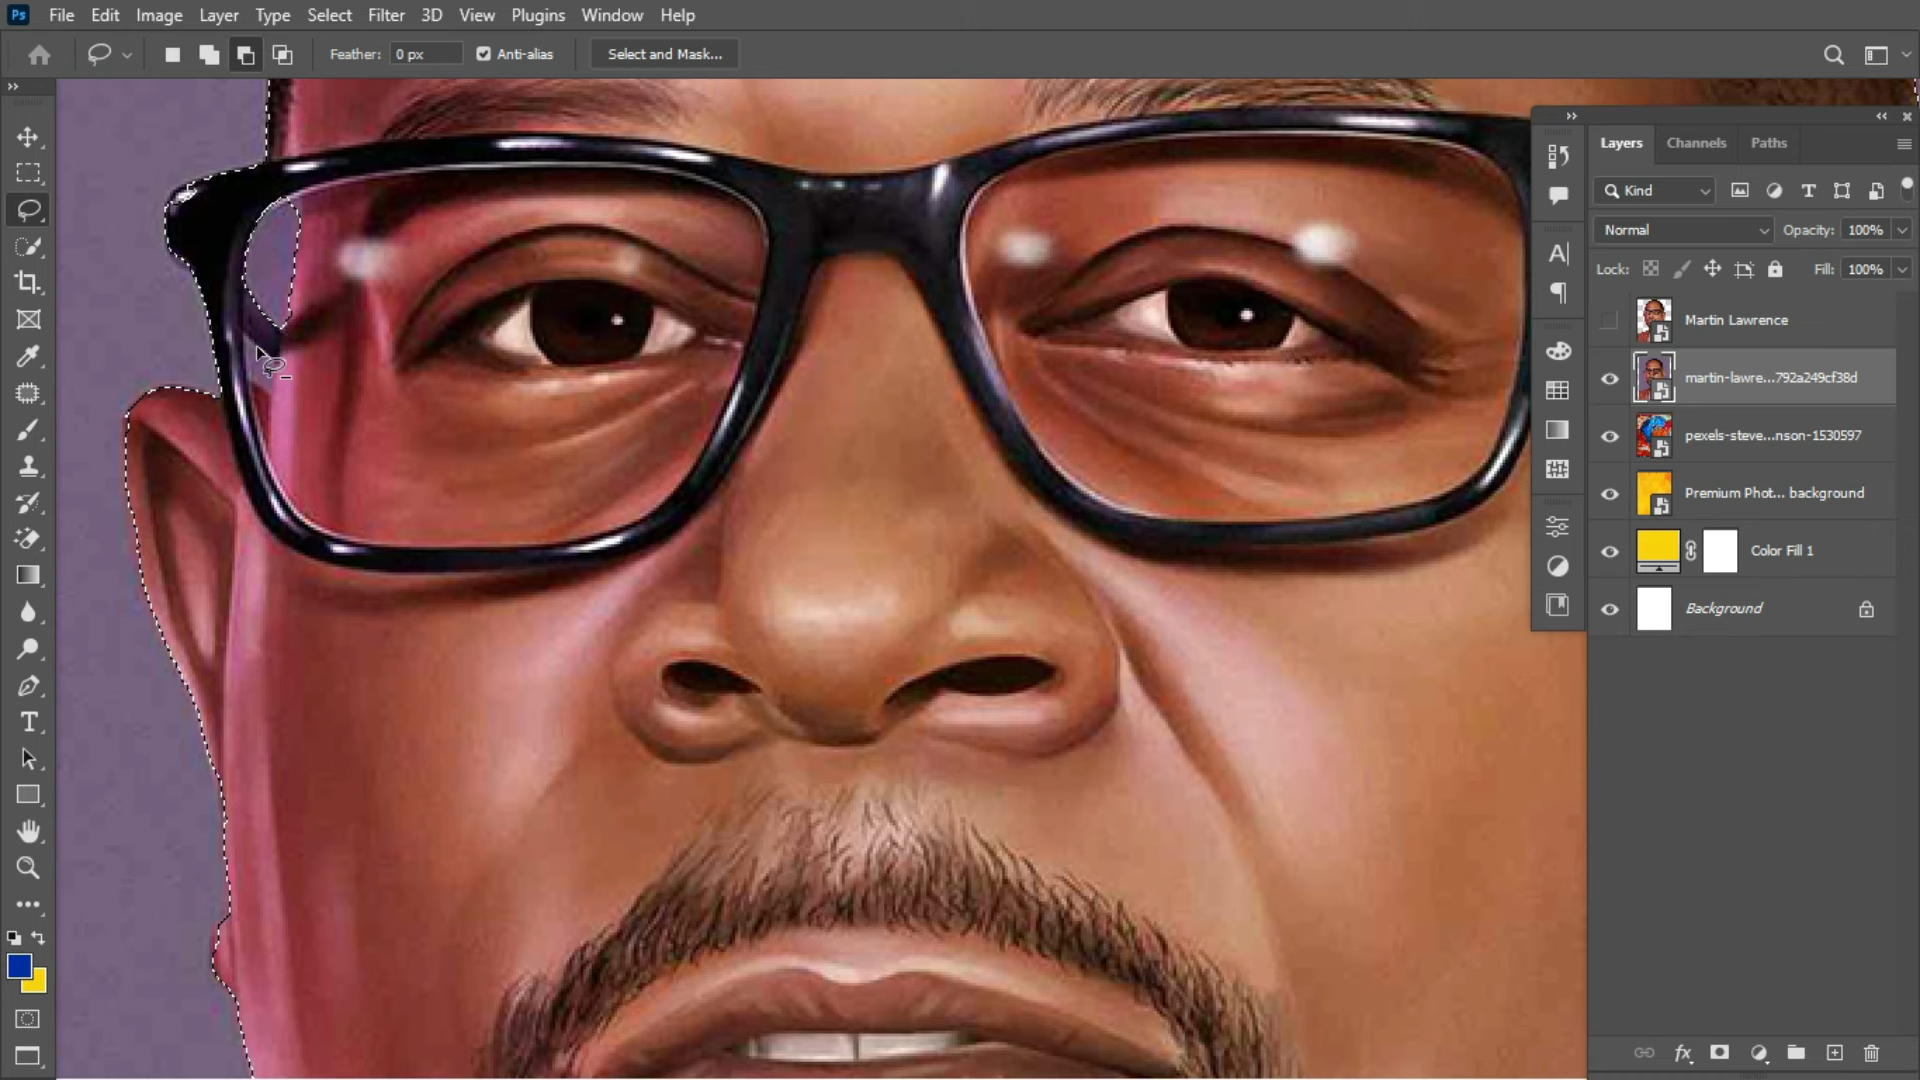 Ps File Edit Image Layer Type Select Filter 3D View Plugins Window Help
Feather: 0 px Anti-alias Select and Mask...
Layers Channels Paths
Kind
Normal Opacity: 100%
Lock: Fill: 100%
Martin Lawrence
martin-lawre...792a249cf38d
pexels-steve...nson-1530597
Premium Phot... background
Color Fill 1
Background